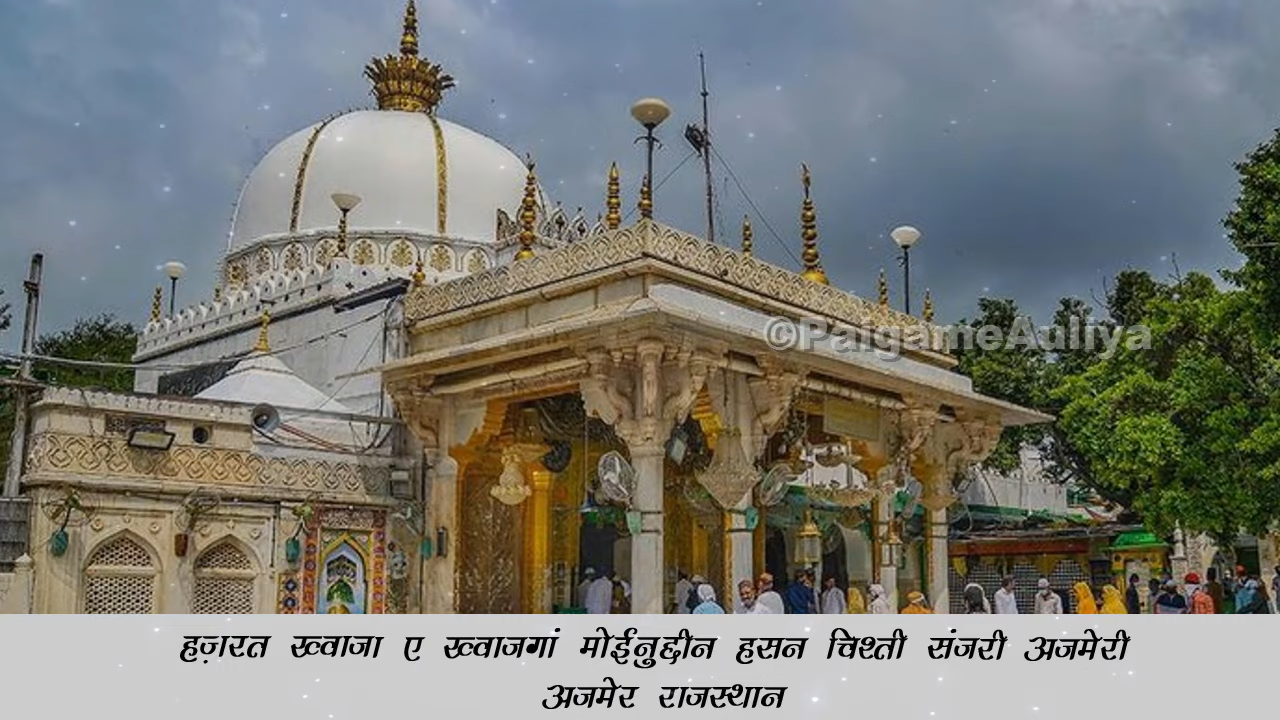 ©PaigameAuliya
हज़रत ख्वाजा ए ख्वाजगां मोईनुद्दीन हसन चिश्ती संजरी अजमेरी
अजमेर राजस्थान